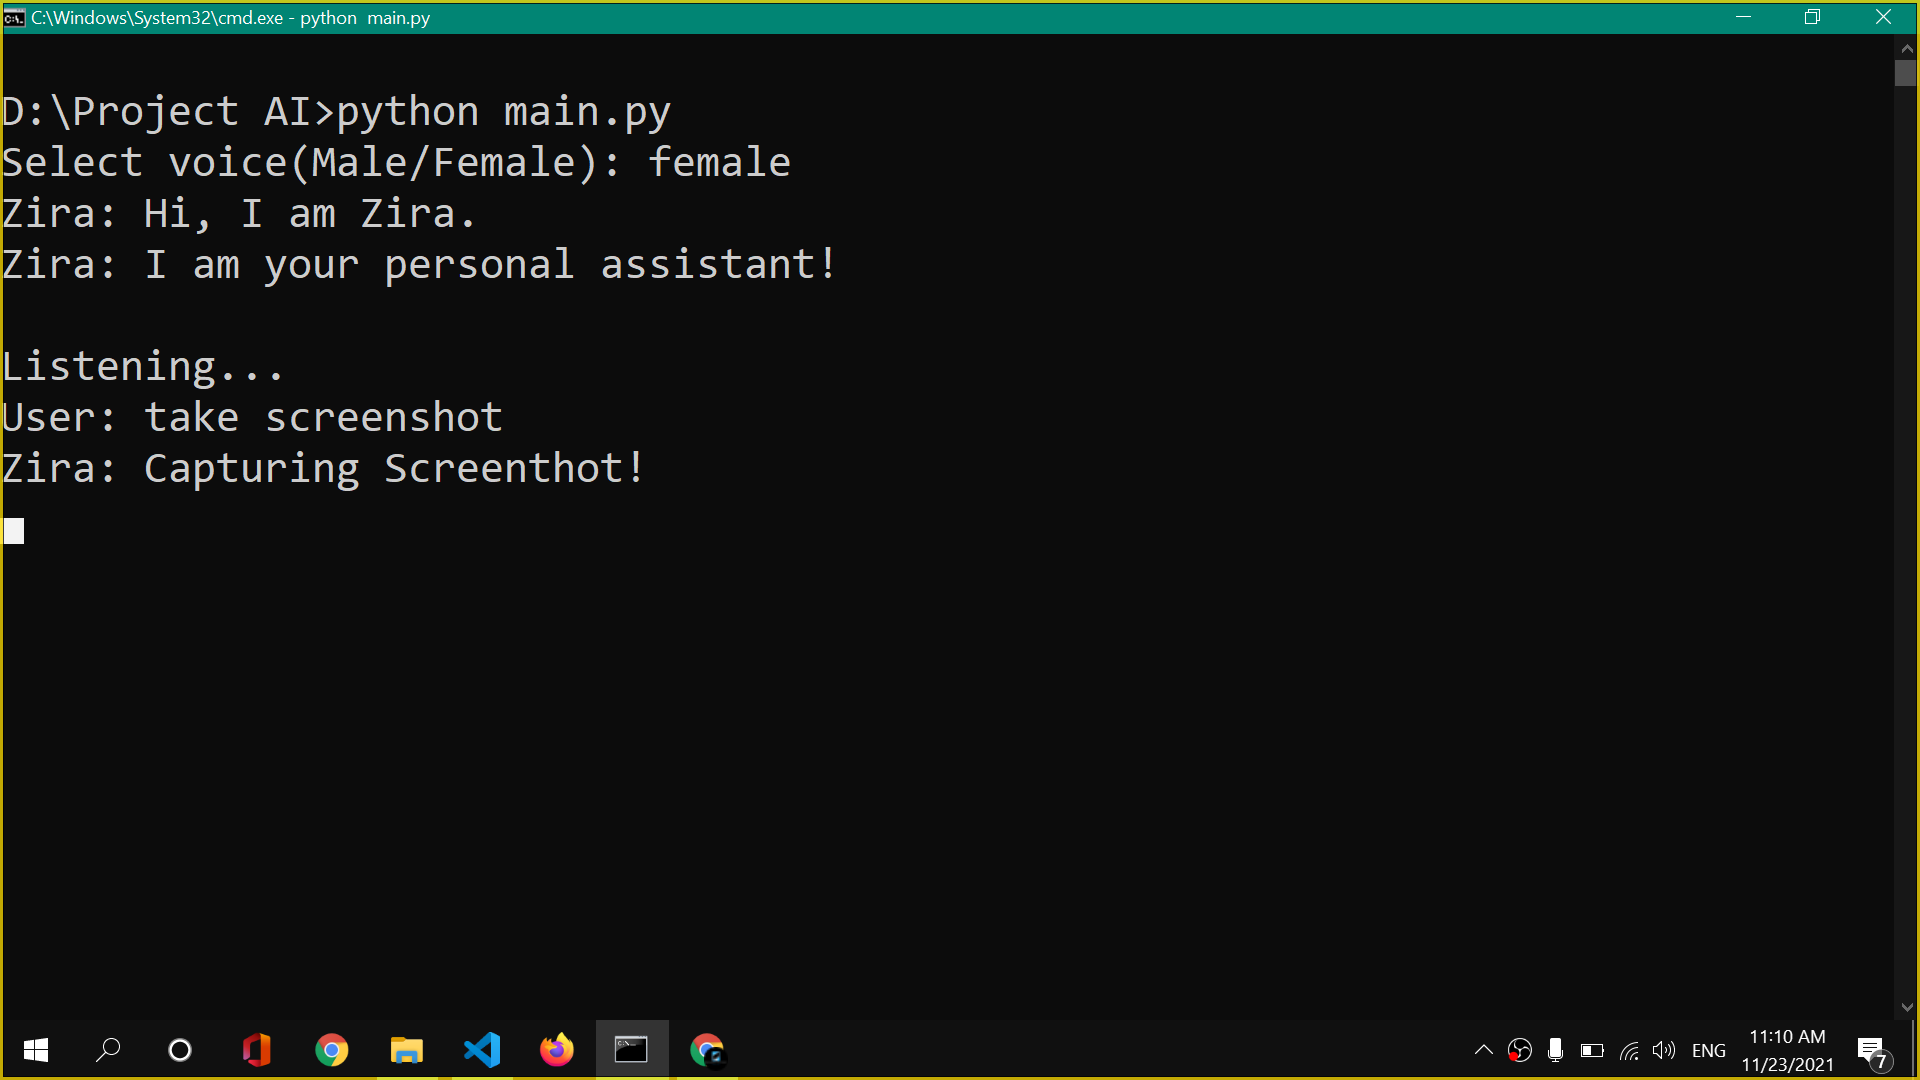 C:\Windows\System32\cmd.exe - python  main.py
D:\Project AI>python main.py
Select voice(Male/Female): female
Zira: Hi, I am Zira.
Zira: I am your personal assistant!
Listening...
User: take screenshot
Zira: Capturing Screenthot!
ENG
11:10 AM
11/23/2021
7